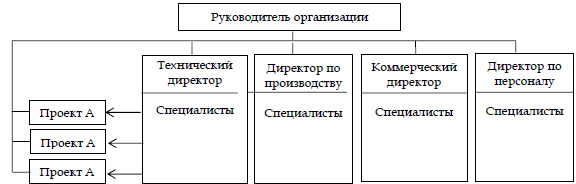 Руководитель организации
Технический
директор
Специалисты
Директор по
производству
Специалисты
Коммерческий
директор
Специалисты
Директор по
персоналу
Специалисты
Проект А
Проект А
Проект А